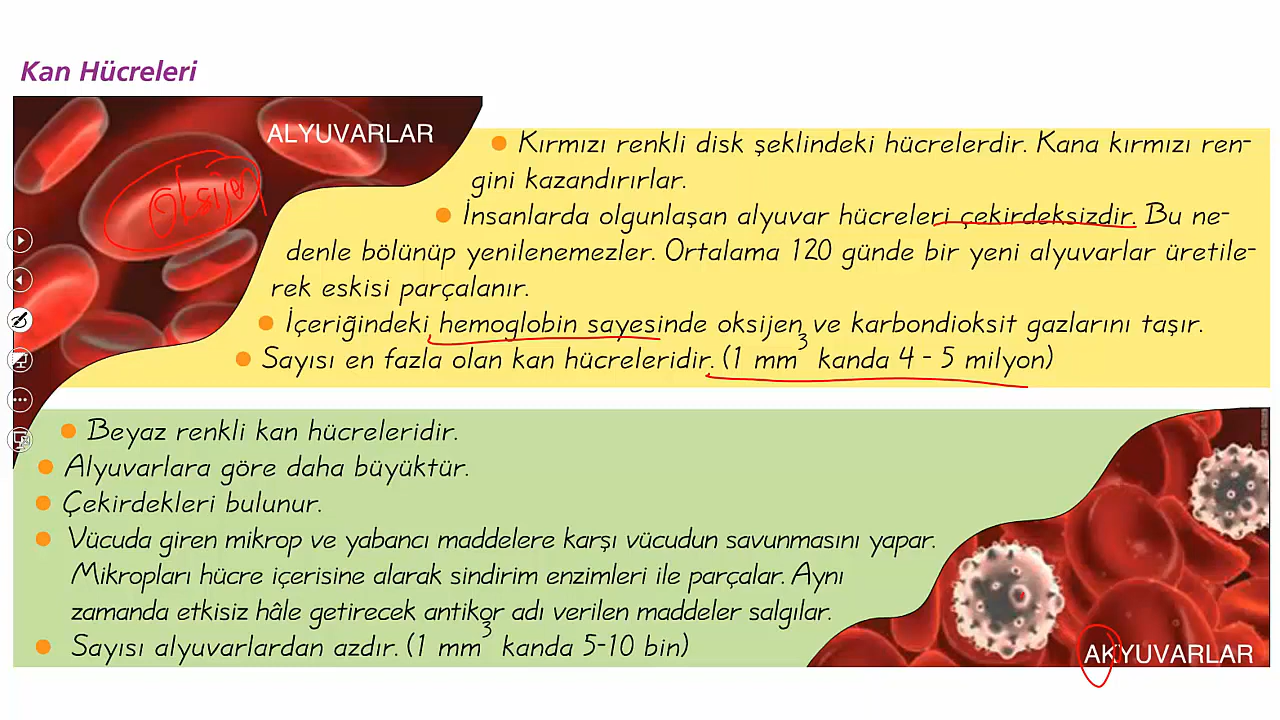 Kan Hücreleri
ALYUVARLAR
Oksijen
Kırmızı renkli disk şeklindeki hücrelerdir. Kana kırmızı ren-
gini kazandırırlar.
İnsanlarda olgunlaşan alyuvar hücreleri çekirdeksizdir. Bu ne-
denle bölünüp yenilenemezler. Ortalama 120 günde bir yeni alyuvarlar üretile-
rek eskisi parçalanır.
İçeriğindeki hemoglobin sayesinde oksijen ve karbondioksit gazlarını taşır.
Sayısı en fazla olan kan hücreleridir. (1 mm³ kanda 4 - 5 milyon)
Beyaz renkli kan hücreleridir.
Alyuvarlara göre daha büyüktür.
Çekirdekleri bulunur.
Vücuda giren mikrop ve yabancı maddelere karşı vücudun savunmasını yapar.
Mikropları hücre içerisine alarak sindirim enzimleri ile parçalar. Aynı
zamanda etkisiz hâle getirecek antikor adı verilen maddeler salgılar.
Sayısı alyuvarlardan azdır. (1 mm³ kanda 5-10 bin)
AKYUVARLAR